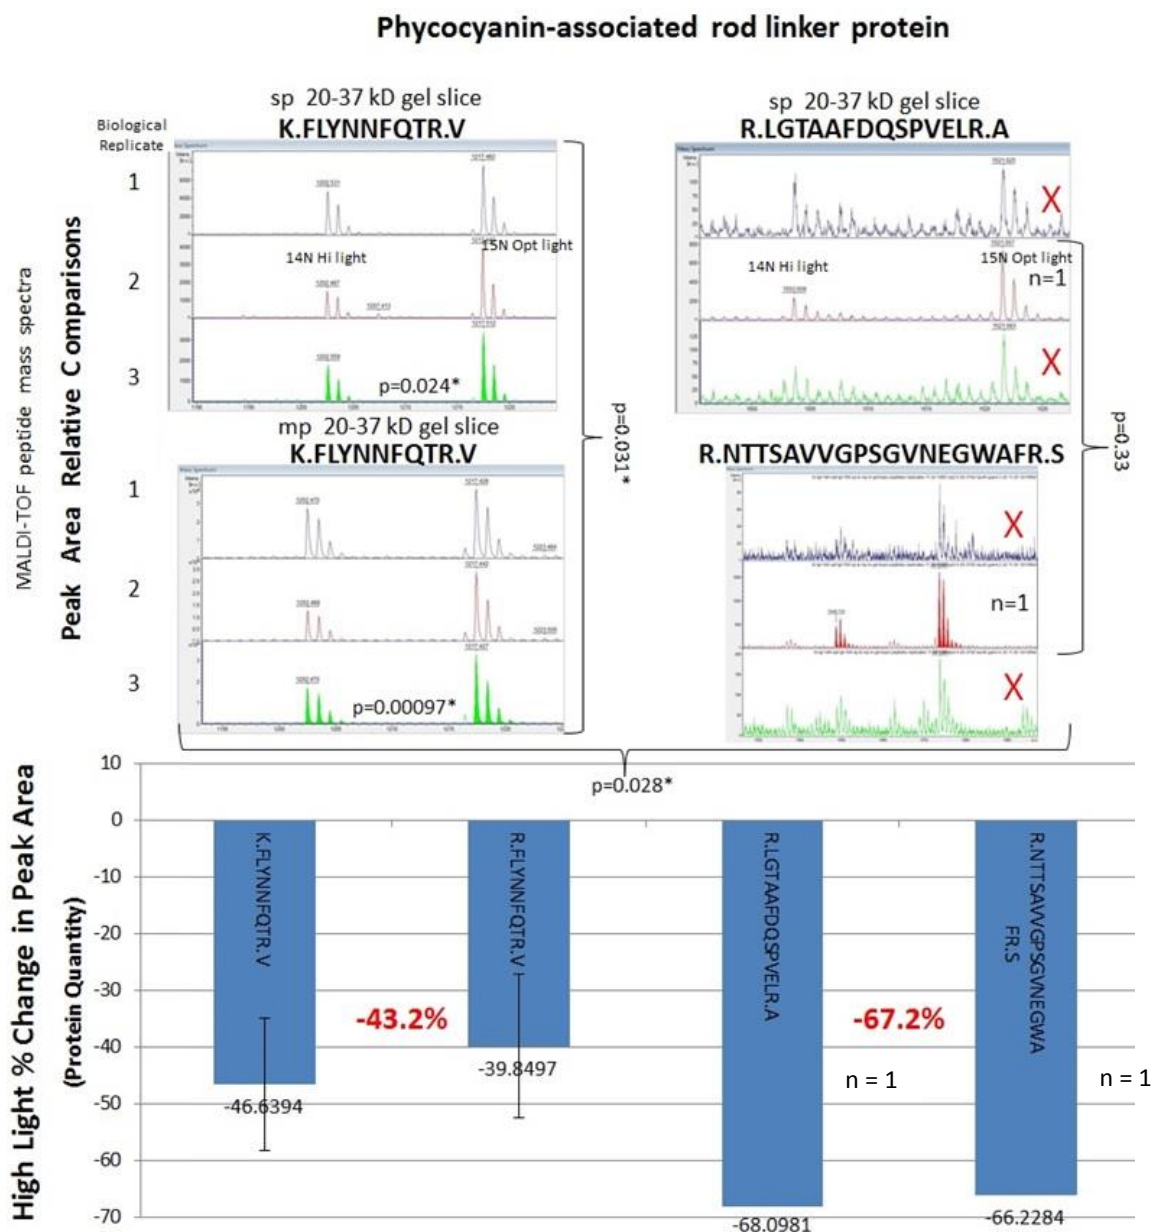 Phycocyanin-associated rod linker protein
sp 20-37 kD gel slice
K.FLYNNFQTR.V
sp 20-37 kD gel slice
R.LGTAAFDQSPVELR.A
Biological
Replicate
1
2
3
14N Hi light
15N Opt light
p=0.024*
X
14N Hi light
15N Opt light
n=1
X
MALDI-TOF peptide mass spectra
Peak Area Relative Comparisons
mp 20-37 kD gel slice
K.FLYNNFQTR.V
R.NTTSAVVGPSGVNEGWAFR.S
p=0.031*
p=0.33
1
2
3
p=0.00097*
X
n=1
X
p=0.028*
High Light % Change in Peak Area
(Protein Quantity)
10
0
-10
-20
-30
-40
-50
-60
-70
K.FLYNNFQTR.V
R.FLYNNFQTR.V
R.LGTAAFDQSPVELR.A
R.NTTSAVVGPSGVNEGWA
FR.S
-43.2%
-67.2%
-46.6394
-39.8497
n = 1
n = 1
-68.0981
-66.2284